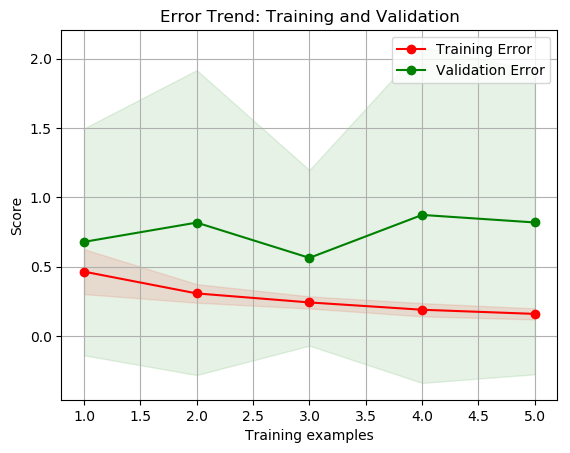 Error Trend: Training and Validation
Training Error
Validation Error
2.0
1.5
1.0
0.5
0.0
Score
1.0 1.5 2.0 2.5 3.0 3.5 4.0 4.5 5.0
Training examples